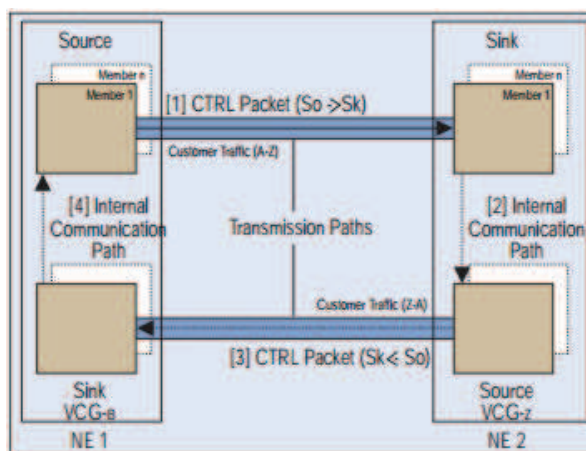 Source
Sink
Member n
Member 1
Member n
Member 1
[1] CTRL Packet (So ->Sk)
Customer Traffic (A-Z)
[4] Internal
Communication
Path
Transmission Paths
[2] Internal
Communication
Path
Customer Traffic (Z-A)
[3] CTRL Packet (Sk< So)
Sink
VCG-B
Source
VCG-Z
NE 1
NE 2